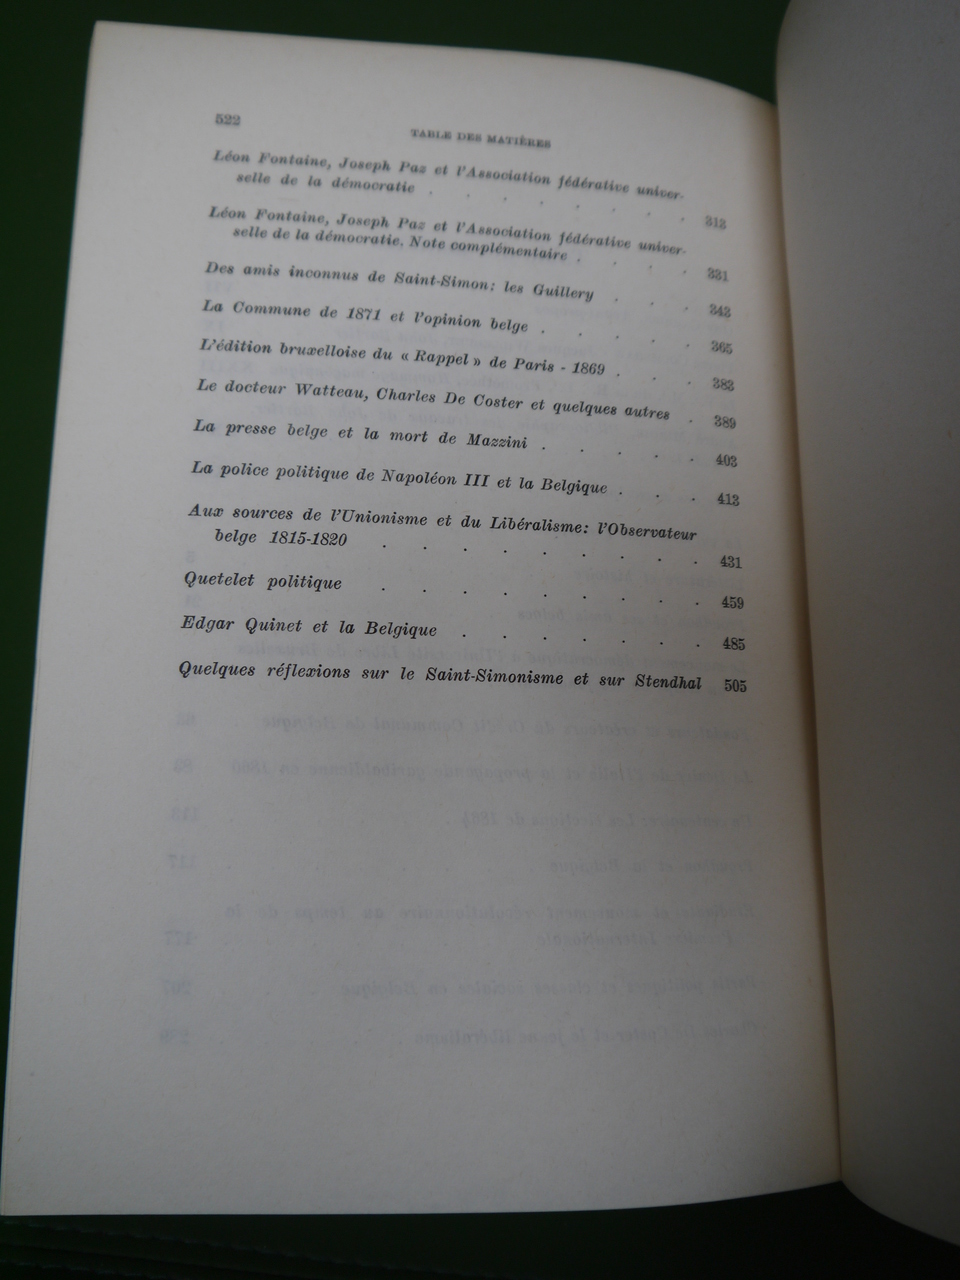 522
TABLE DES MATIÈRES
Léon Fontaine, Joseph Paz et l'Association fédérative univer-
selle de la démocratie . . . . . . . . 313
Léon Fontaine, Joseph Paz et l'Association fédérative univer-
selle de la démocratie. Note complémentaire . . . . 331
Des amis inconnus de Saint-Simon: les Guillery . . . 343
La Commune de 1871 et l'opinion belge . . . . . 365
L'édition bruxelloise du « Rappel » de Paris - 1869 . . . 383
Le docteur Watteau, Charles De Coster et quelques autres . 389
La presse belge et la mort de Mazzini . . . . . 403
La police politique de Napoléon III et la Belgique . . . 413
Aux sources de l'Unionisme et du Libéralisme: l'Observateur
belge 1815-1820 . . . . . . . . . 431
Quetelet politique . . . . . . . . . 459
Edgar Quinet et la Belgique . . . . . . . 485
Quelques réflexions sur le Saint-Simonisme et sur Stendhal 505